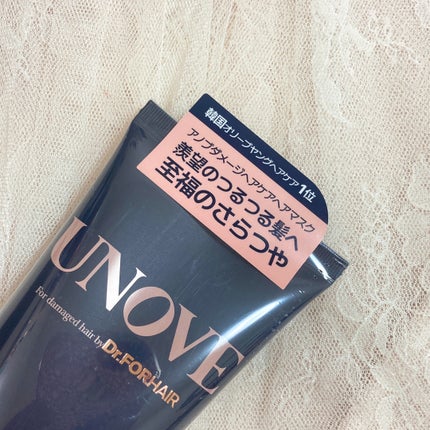 韓国オリーブヤングヘアケア1位
アノブダメージヘアケアヘアマスク
羨望のつるつる髪へ
至福のさらつや
UNOVE
For damaged hair by Dr.FORHAIR